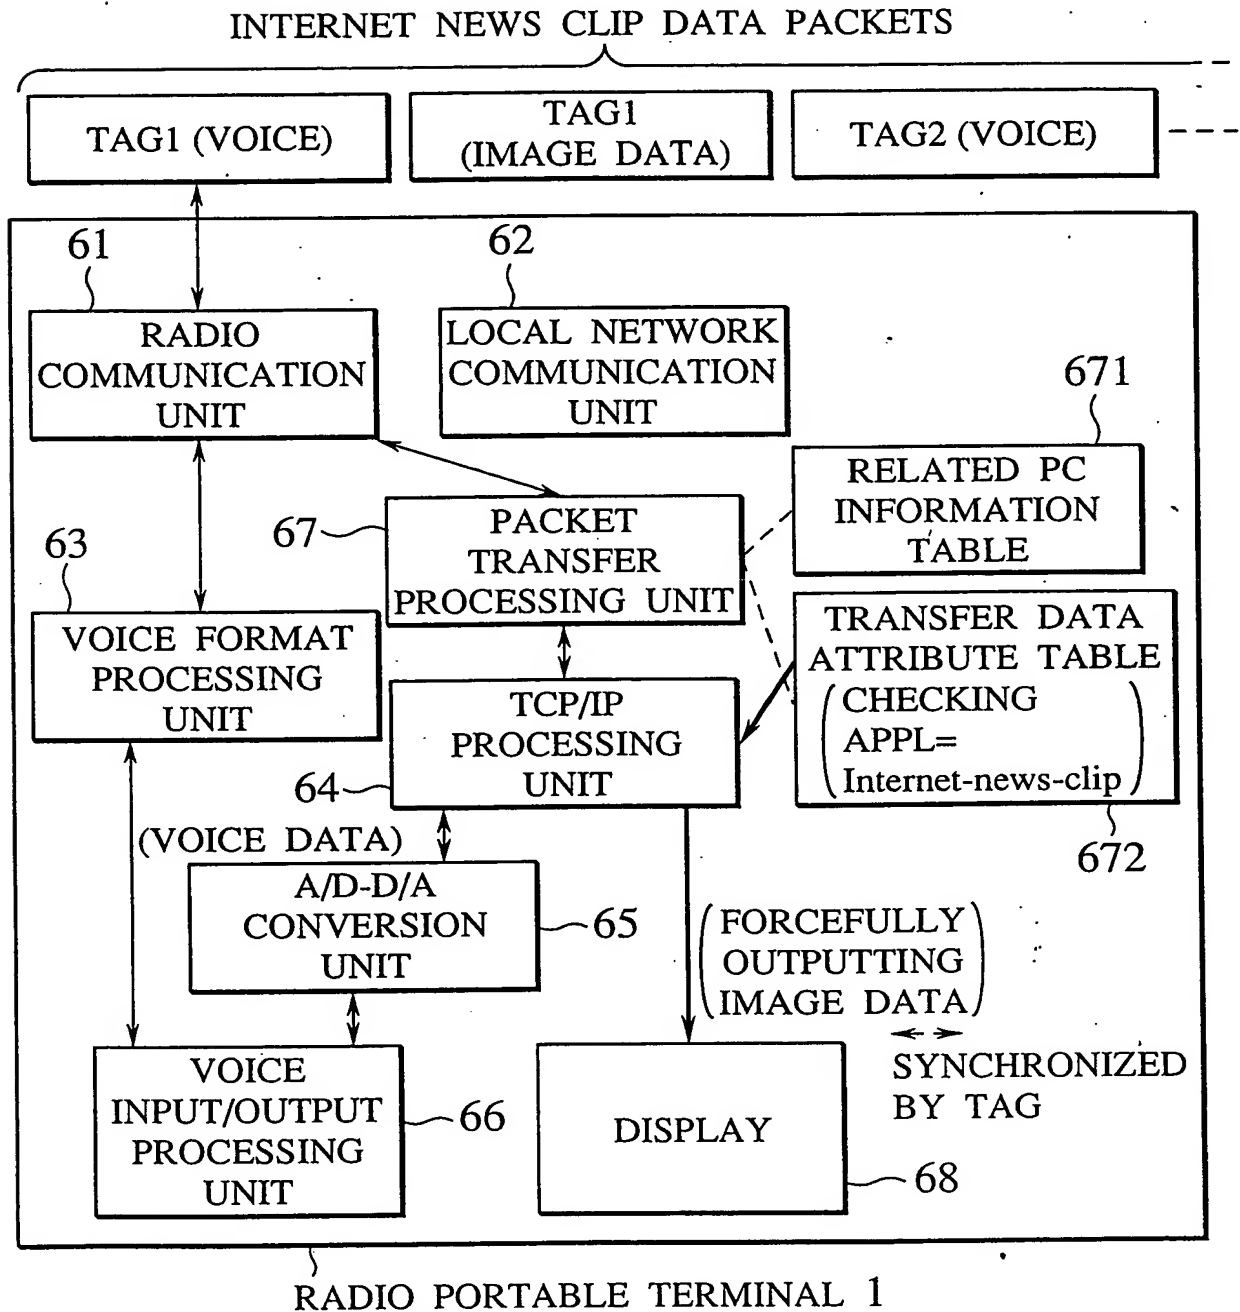 INTERNET NEWS CLIP DATA PACKETS
TAG1 (VOICE)
TAG1
(IMAGE DATA)
TAG2 (VOICE)
61
62
RADIO
COMMUNICATION
UNIT
LOCAL NETWORK
COMMUNICATION
UNIT
671
RELATED PC
INFORMATION
TABLE
67
PACKET
TRANSFER
PROCESSING UNIT
63
VOICE FORMAT
PROCESSING
UNIT
TRANSFER DATA
ATTRIBUTE TABLE
(CHECKING
APPL=
Internet-news-clip)
672
TCP/IP
PROCESSING
UNIT
64
(VOICE DATA)
A/D-D/A
CONVERSION
UNIT
65
(FORCEFULLY
OUTPUTTING
IMAGE DATA)
SYNCHRONIZED
BY TAG
VOICE
INPUT/OUTPUT
PROCESSING
UNIT
66
DISPLAY
68
RADIO PORTABLE TERMINAL 1